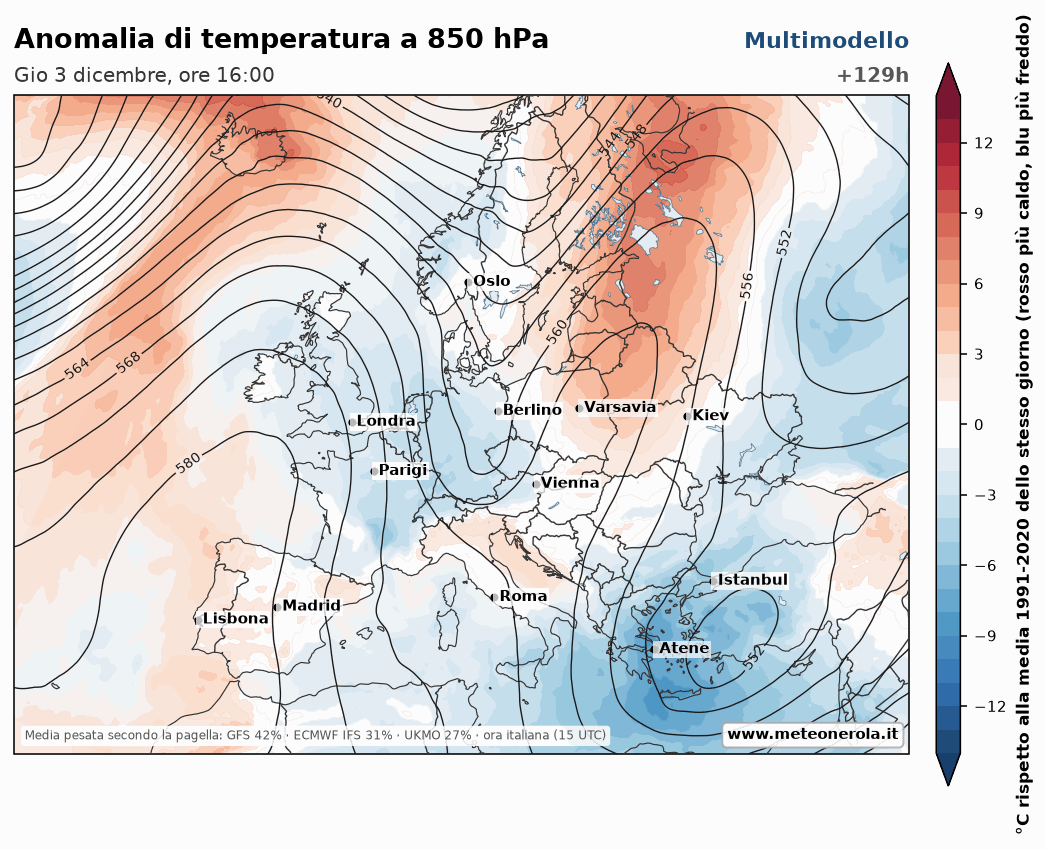 Anomalia di temperatura a 850 hPa
Multimodello
Gio 3 dicembre, ore 16:00
+129h
540
544
548
552
556
560
564
568
580
552
Oslo
Berlino
Varsavia
Kiev
Londra
Parigi
Vienna
Istanbul
Roma
Madrid
Lisbona
Atene
Media pesata secondo la pagella: GFS 42% · ECMWF IFS 31% · UKMO 27% · ora italiana (15 UTC)
www.meteonerola.it
12
9
6
3
0
−3
−6
−9
−12
°C rispetto alla media 1991-2020 dello stesso giorno (rosso più caldo, blu più freddo)